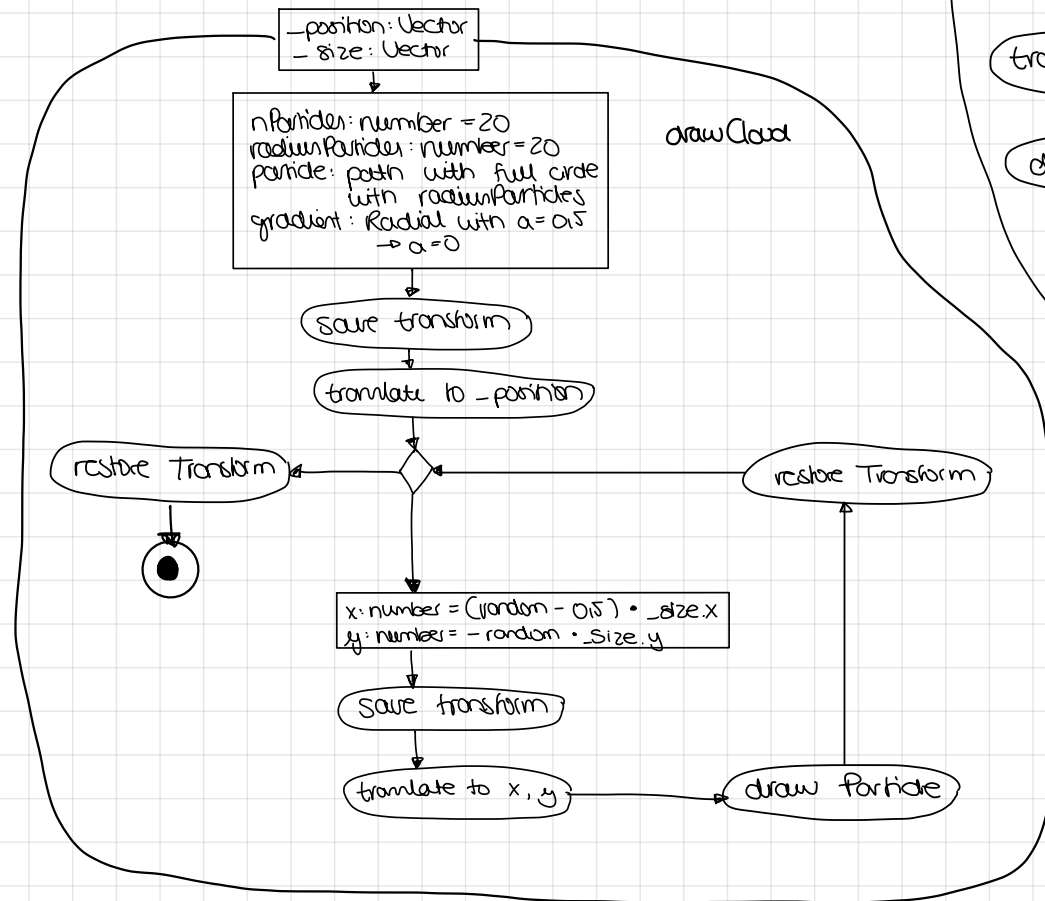 _position: Vector
_size: Vector
nParticles: number = 20
radiusParticles: number = 20
particle: path with full circle
with radiusParticles
gradient: Radial with a = 0,5
→ a = 0
drawCloud
save transform
translate to _position
restore Transform
restore Transform
x: number = (random - 0,5) • _size.x
y: number = - random • _size.y
save transform
translate to x, y
draw Particle